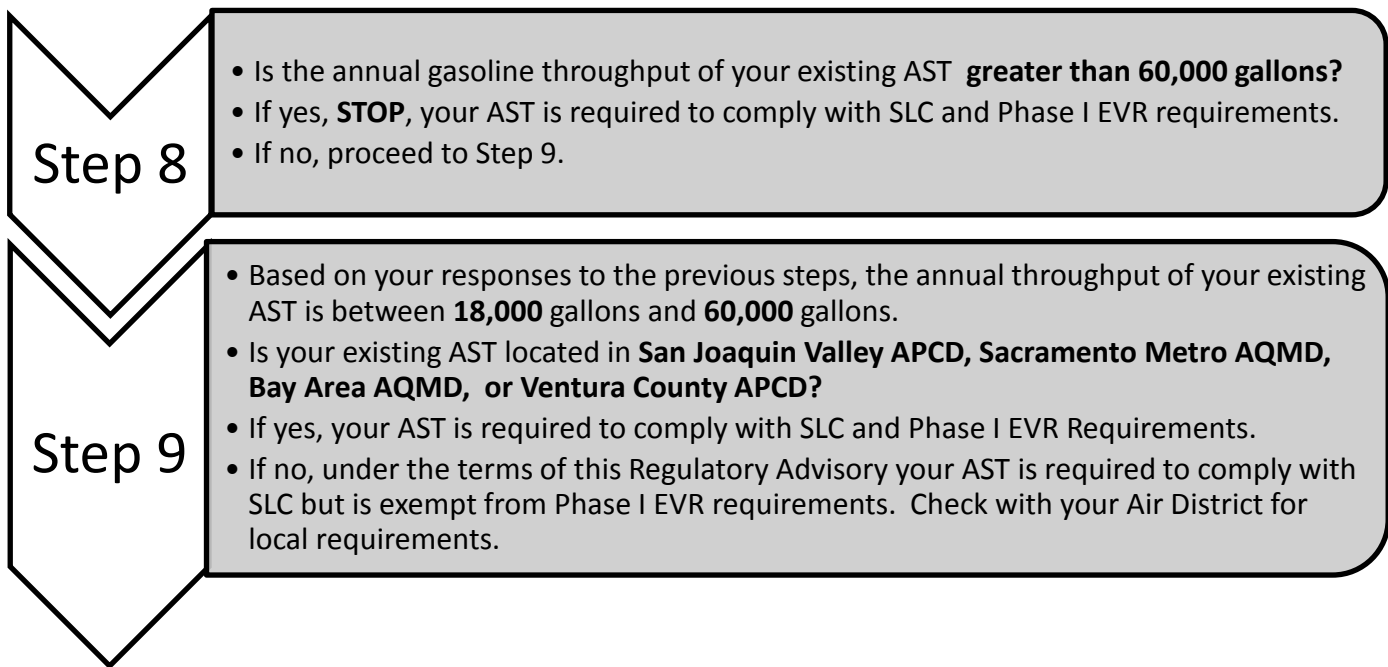 Step 8
• Is the annual gasoline throughput of your existing AST greater than 60,000 gallons?
• If yes, STOP, your AST is required to comply with SLC and Phase I EVR requirements.
• If no, proceed to Step 9.
Step 9
• Based on your responses to the previous steps, the annual throughput of your existing
AST is between 18,000 gallons and 60,000 gallons.
• Is your existing AST located in San Joaquin Valley APCD, Sacramento Metro AQMD,
Bay Area AQMD, or Ventura County APCD?
• If yes, your AST is required to comply with SLC and Phase I EVR Requirements.
• If no, under the terms of this Regulatory Advisory your AST is required to comply with
SLC but is exempt from Phase I EVR requirements. Check with your Air District for
local requirements.